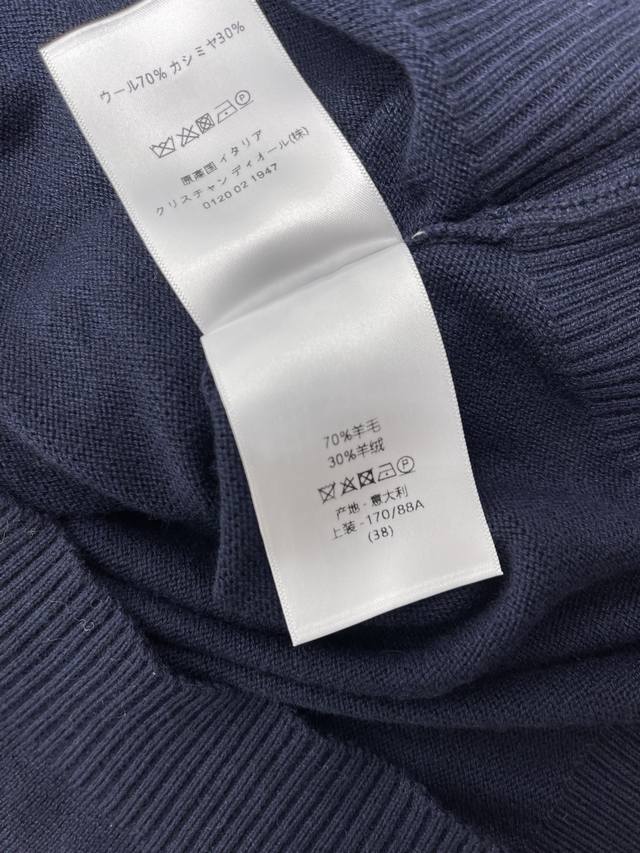 ウール70% カシミヤ30%
原産国 イタリア
クリスチャン ディオール(株)
0120 02 1947
70%羊毛
30%羊绒
产地 - 意大利
上装 - 170/88A
(38)